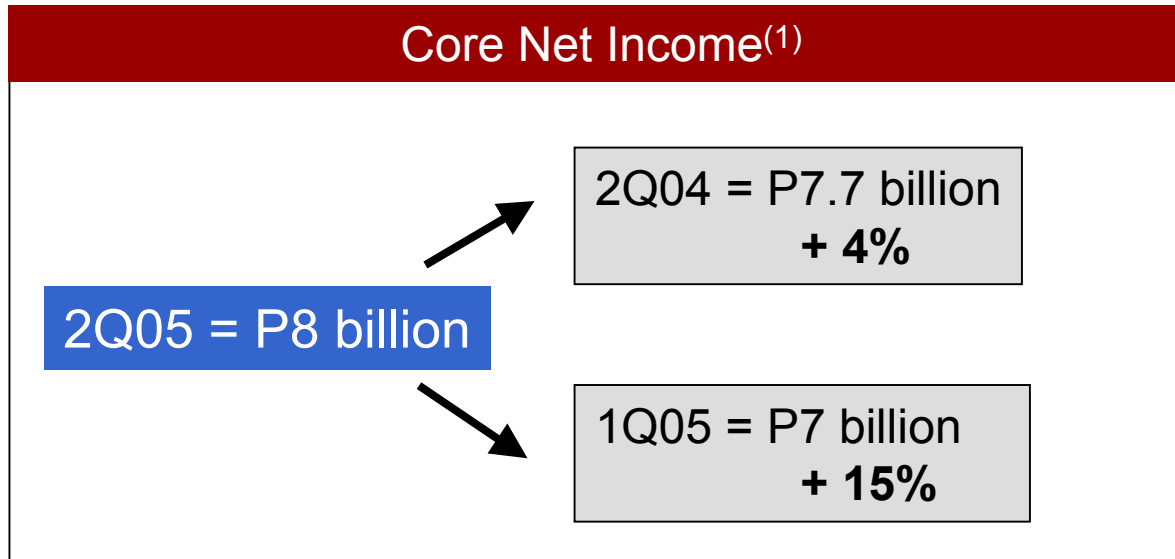 Core Net Income(1)
2Q04 = P7.7 billion
+ 4%
2Q05 = P8 billion
1Q05 = P7 billion
+ 15%